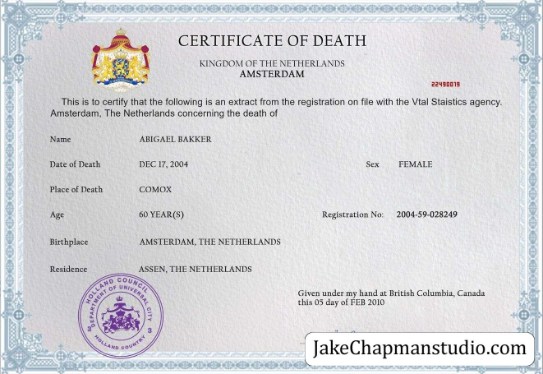 CERTIFICATE OF DEATH
KINGDOM OF THE NETHERLANDS
AMSTERDAM
22490019
This is to certify that the following is an extract from the registration on file with the Vtal Staistics agency.
Amsterdam, The Netherlands concerning the death of
Name ABIGAEL BAKKER
Date of Death DEC 17, 2004 Sex FEMALE
Place of Death COMOX
Age 60 YEAR(S) Registration No: 2004-59-028249
Birthplace AMSTERDAM, THE NETHERLANDS
Residence ASSEN, THE NETHERLANDS
HOLLAND COUNCIL
DEPARTMENT OF UNIVERSAL CITY
HOLLAND COUNTRY
Given under my hand at British Columbia, Canada
this 05 day of FEB 2010
JakeChapmanstudio.com